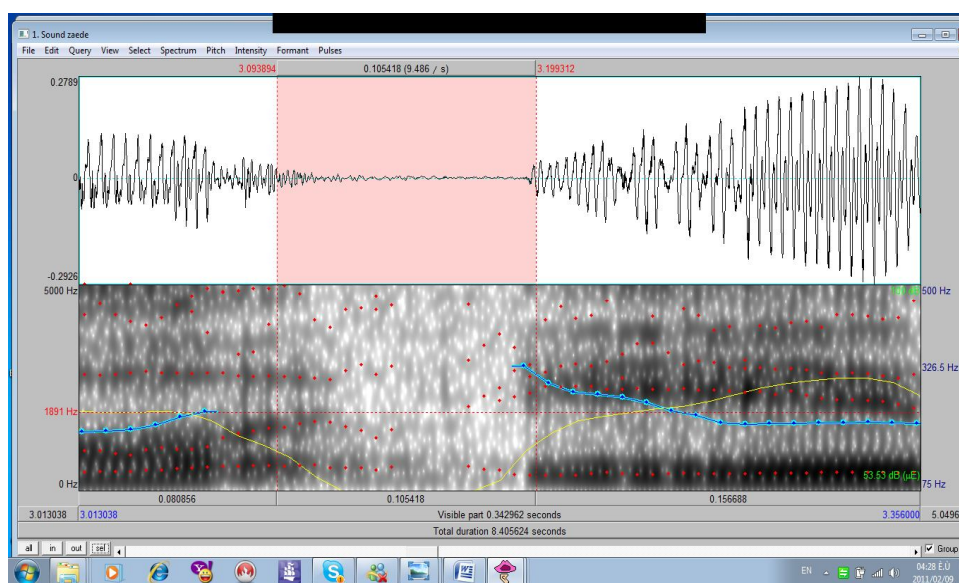 1. Sound zaede
File Edit Query View Select Spectrum Pitch Intensity Formant Pulses
3.093894 0.105418 (9.486 / s) 3.199312
0.2789
0
-0.2926
5000 Hz 500 Hz
326.5 Hz
1891 Hz
53.53 dB (µE)
0 Hz 75 Hz
0.080856 0.105418 0.156688
3.013038 3.013038 Visible part 0.342962 seconds 3.356000 5.0496
Total duration 8.405624 seconds
all in out sel Group
EN 04:28 È.Ù
2011/02/09